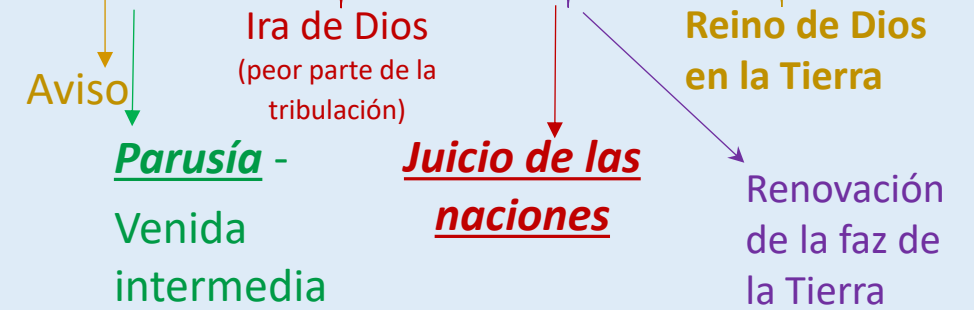 Aviso
Parusía -
Venida
intermedia
Ira de Dios
(peor parte de la
tribulación)
Juicio de las
naciones
Reino de Dios
en la Tierra
Renovación
de la faz de
la Tierra